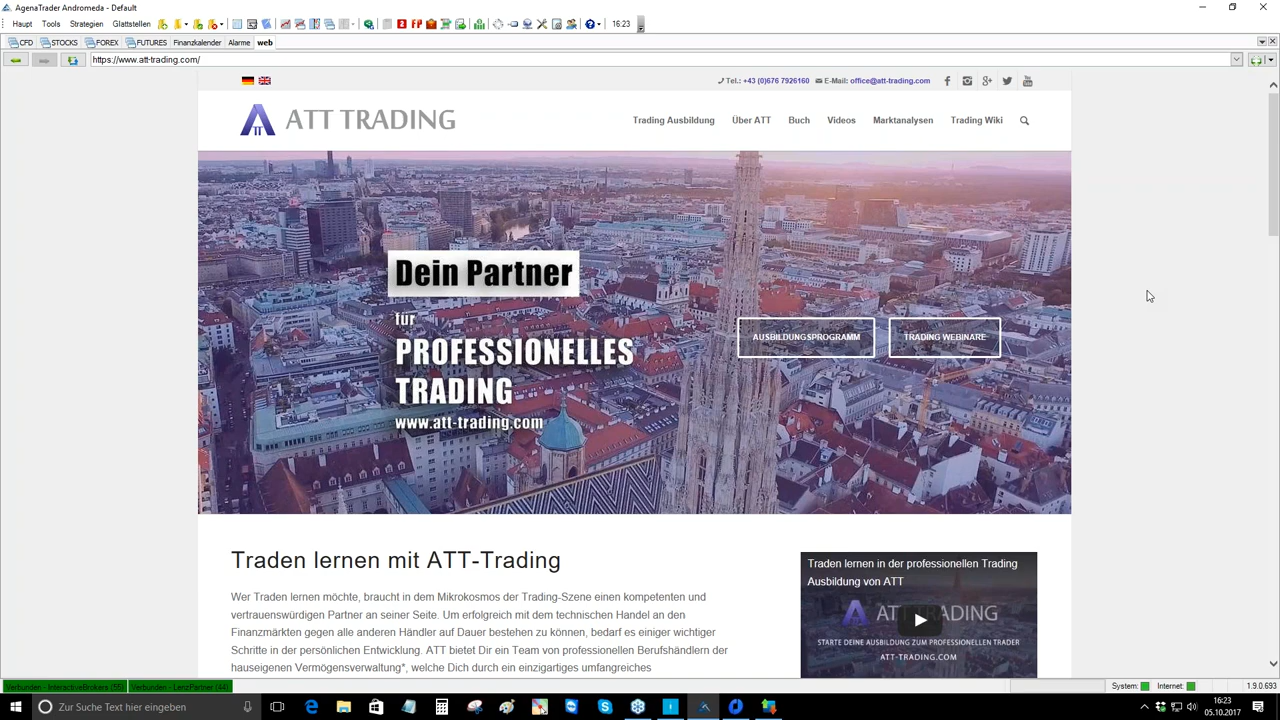 AgenaTrader Andromeda - Default
Haupt Tools Strategien Glattstellen 16:23
CFD STOCKS FOREX FUTURES Finanzkalender Alarme web
https://www.att-trading.com/
Tel.: +43 (0)676 7926160 E-Mail: office@att-trading.com
ATT TRADING
Trading Ausbildung Über ATT Buch Videos Marktanalysen Trading Wiki
Dein Partner
für
PROFESSIONELLES
TRADING
www.att-trading.com
AUSBILDUNGSPROGRAMM TRADING WEBINARE
Traden lernen mit ATT-Trading
Wer Traden lernen möchte, braucht in dem Mikrokosmos der Trading-Szene einen kompetenten und
vertrauenswürdigen Partner an seiner Seite. Um erfolgreich mit dem technischen Handel an den
Finanzmärkten gegen alle anderen Händler auf Dauer bestehen zu können, bedarf es einiger wichtiger
Schritte in der persönlichen Entwicklung. ATT bietet Dir ein Team von professionellen Berufshändlern der
hauseigenen Vermögensverwaltung*, welche Dich durch ein einzigartiges umfangreiches
Traden lernen in der professionellen Trading
Ausbildung von ATT
ATT TRADING
STARTE DEINE AUSBILDUNG ZUM PROFESSIONELLEN TRADER
ATT-TRADING.COM
Verbunden - InteractiveBrokers (55) Verbunden - LenzPartner (44)
System: Internet: 1.9.0.693
Zur Suche Text hier eingeben
16:23
05.10.2017